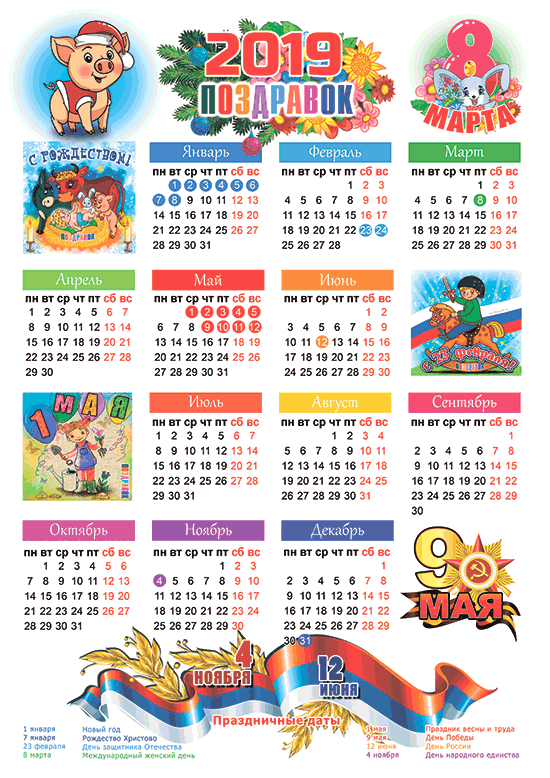 2019
ПОЗДРАВОК
8
МАРТА
С РОЖДЕСТВОМ!
ПОЗДРАВОК
Январь
ПН ВТ СР ЧТ ПТ СБ ВС
1 2 3 4 5 6
7 8 9 10 11 12 13
14 15 16 17 18 19 20
21 22 23 24 25 26 27
28 29 30 31
Февраль
ПН ВТ СР ЧТ ПТ СБ ВС
1 2 3
4 5 6 7 8 9 10
11 12 13 14 15 16 17
18 19 20 21 22 23 24
25 26 27 28
Март
ПН ВТ СР ЧТ ПТ СБ ВС
1 2 3
4 5 6 7 8 9 10
11 12 13 14 15 16 17
18 19 20 21 22 23 24
25 26 27 28 29 30 31
Апрель
ПН ВТ СР ЧТ ПТ СБ ВС
1 2 3 4 5 6 7
8 9 10 11 12 13 14
15 16 17 18 19 20 21
22 23 24 25 26 27 28
29 30
Май
ПН ВТ СР ЧТ ПТ СБ ВС
1 2 3 4 5
6 7 8 9 10 11 12
13 14 15 16 17 18 19
20 21 22 23 24 25 26
27 28 29 30 31
Июнь
ПН ВТ СР ЧТ ПТ СБ ВС
1 2
3 4 5 6 7 8 9
10 11 12 13 14 15 16
17 18 19 20 21 22 23
24 25 26 27 28 29 30
С 23 февраля!
1 МАЯ
ПОЗДРАВОК
Июль
ПН ВТ СР ЧТ ПТ СБ ВС
1 2 3 4 5 6 7
8 9 10 11 12 13 14
15 16 17 18 19 20 21
22 23 24 25 26 27 28
29 30 31
Август
ПН ВТ СР ЧТ ПТ СБ ВС
1 2 3 4
5 6 7 8 9 10 11
12 13 14 15 16 17 18
19 20 21 22 23 24 25
26 27 28 29 30 31
Сентябрь
ПН ВТ СР ЧТ ПТ СБ ВС
1
2 3 4 5 6 7 8
9 10 11 12 13 14 15
16 17 18 19 20 21 22
23 24 25 26 27 28 29
30
Октябрь
ПН ВТ СР ЧТ ПТ СБ ВС
1 2 3 4 5 6
7 8 9 10 11 12 13
14 15 16 17 18 19 20
21 22 23 24 25 26 27
28 29 30 31
Ноябрь
ПН ВТ СР ЧТ ПТ СБ ВС
1 2 3
4 5 6 7 8 9 10
11 12 13 14 15 16 17
18 19 20 21 22 23 24
25 26 27 28 29 30
Декабрь
ПН ВТ СР ЧТ ПТ СБ ВС
1
2 3 4 5 6 7 8
9 10 11 12 13 14 15
16 17 18 19 20 21 22
23 24 25 26 27 28 29
30 31
9
МАЯ
4
НОЯБРЯ
12
ИЮНЯ
Праздничные даты
1 января Новый год
7 января Рождество Христово
23 февраля День защитника Отечества
8 марта Международный женский день
1 мая Праздник весны и труда
9 мая День Победы
12 июня День России
4 ноября День народного единства